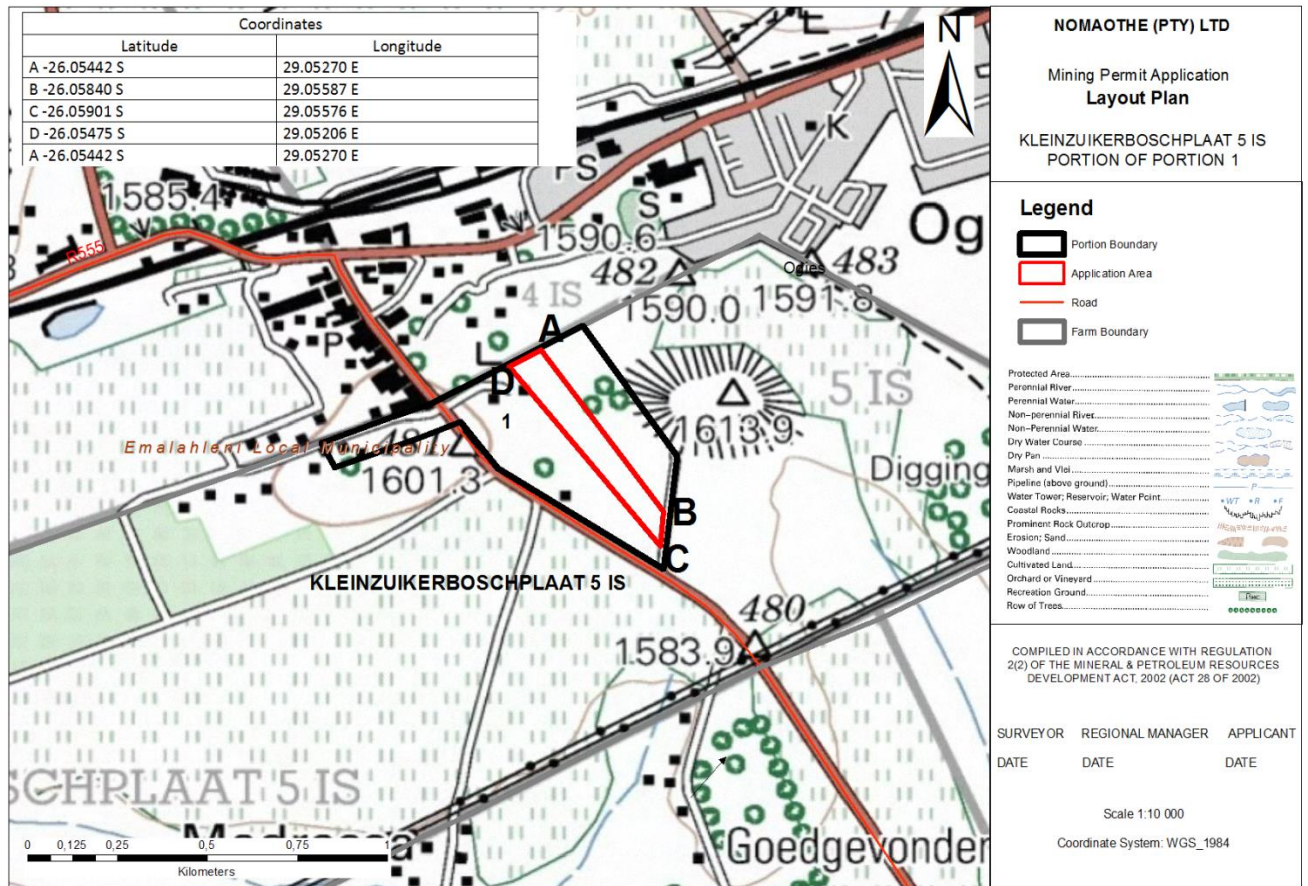 Coordinates
Latitude Longitude
A -26.05442 S 29.05270 E
B -26.05840 S 29.05587 E
C -26.05901 S 29.05576 E
D -26.05475 S 29.05206 E
A -26.05442 S 29.05270 E
N
K
S
1585.4
R555
1590.6
Og
482
1590.0
Ogies
483
1591.8
4 IS
5 IS
P
L
A
D
1
1613.9
Emalahleni Local Municipality
1601.3
Digging
B
C
KLEINZUIKERBOSCHPLAAT 5 IS
480
1583.9
SCHPLAAT 5 IS
Goedgevonden
0 0,125 0,25 0,5 0,75 1
Kilometers
NOMAOTHE (PTY) LTD
Mining Permit Application
Layout Plan
KLEINZUIKERBOSCHPLAAT 5 IS
PORTION OF PORTION 1
Legend
Portion Boundary
Application Area
Road
Farm Boundary
Protected Area
Perennial River
Perennial Water
Non-perennial River
Non-Perennial Water
Dry Water Course
Dry Pan
Marsh and Vlei
Pipeline (above ground) P
Water Tower; Reservoir; Water Point WT R F
Coastal Rocks
Prominent Rock Outcrop
Erosion; Sand
Woodland
Cultivated Land
Orchard or Vineyard
Recreation Ground
Row of Trees
COMPILED IN ACCORDANCE WITH REGULATION
2(2) OF THE MINERAL & PETROLEUM RESOURCES
DEVELOPMENT ACT, 2002 (ACT 28 OF 2002)
SURVEYOR REGIONAL MANAGER APPLICANT
DATE DATE DATE
Scale 1:10 000
Coordinate System: WGS_1984